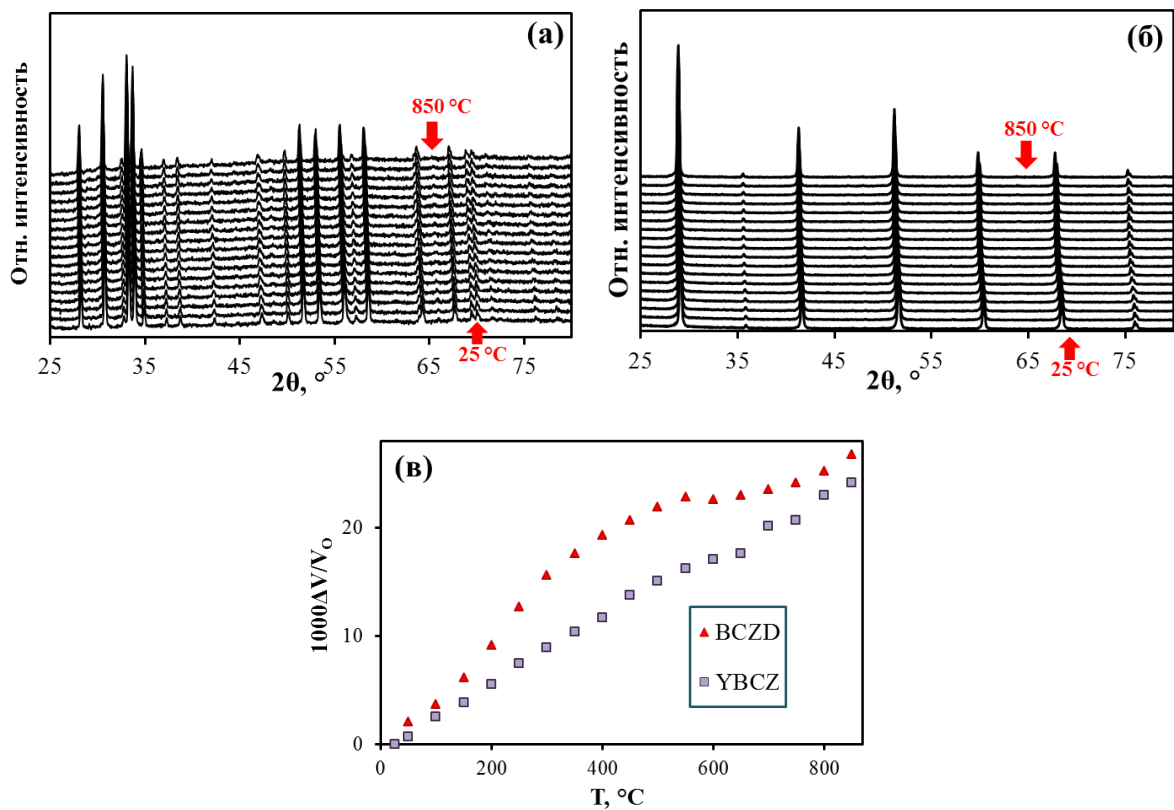 (а)
Отн. интенсивность
850 °C
25 °C
25 35 45 55 65 75
2θ, °
(б)
Отн. интенсивность
850 °C
25 °C
25 35 45 55 65 75
2θ, °
(в)
1000ΔV/VO
20
10
0
BCZD
YBCZ
0 200 400 600 800
T, °C